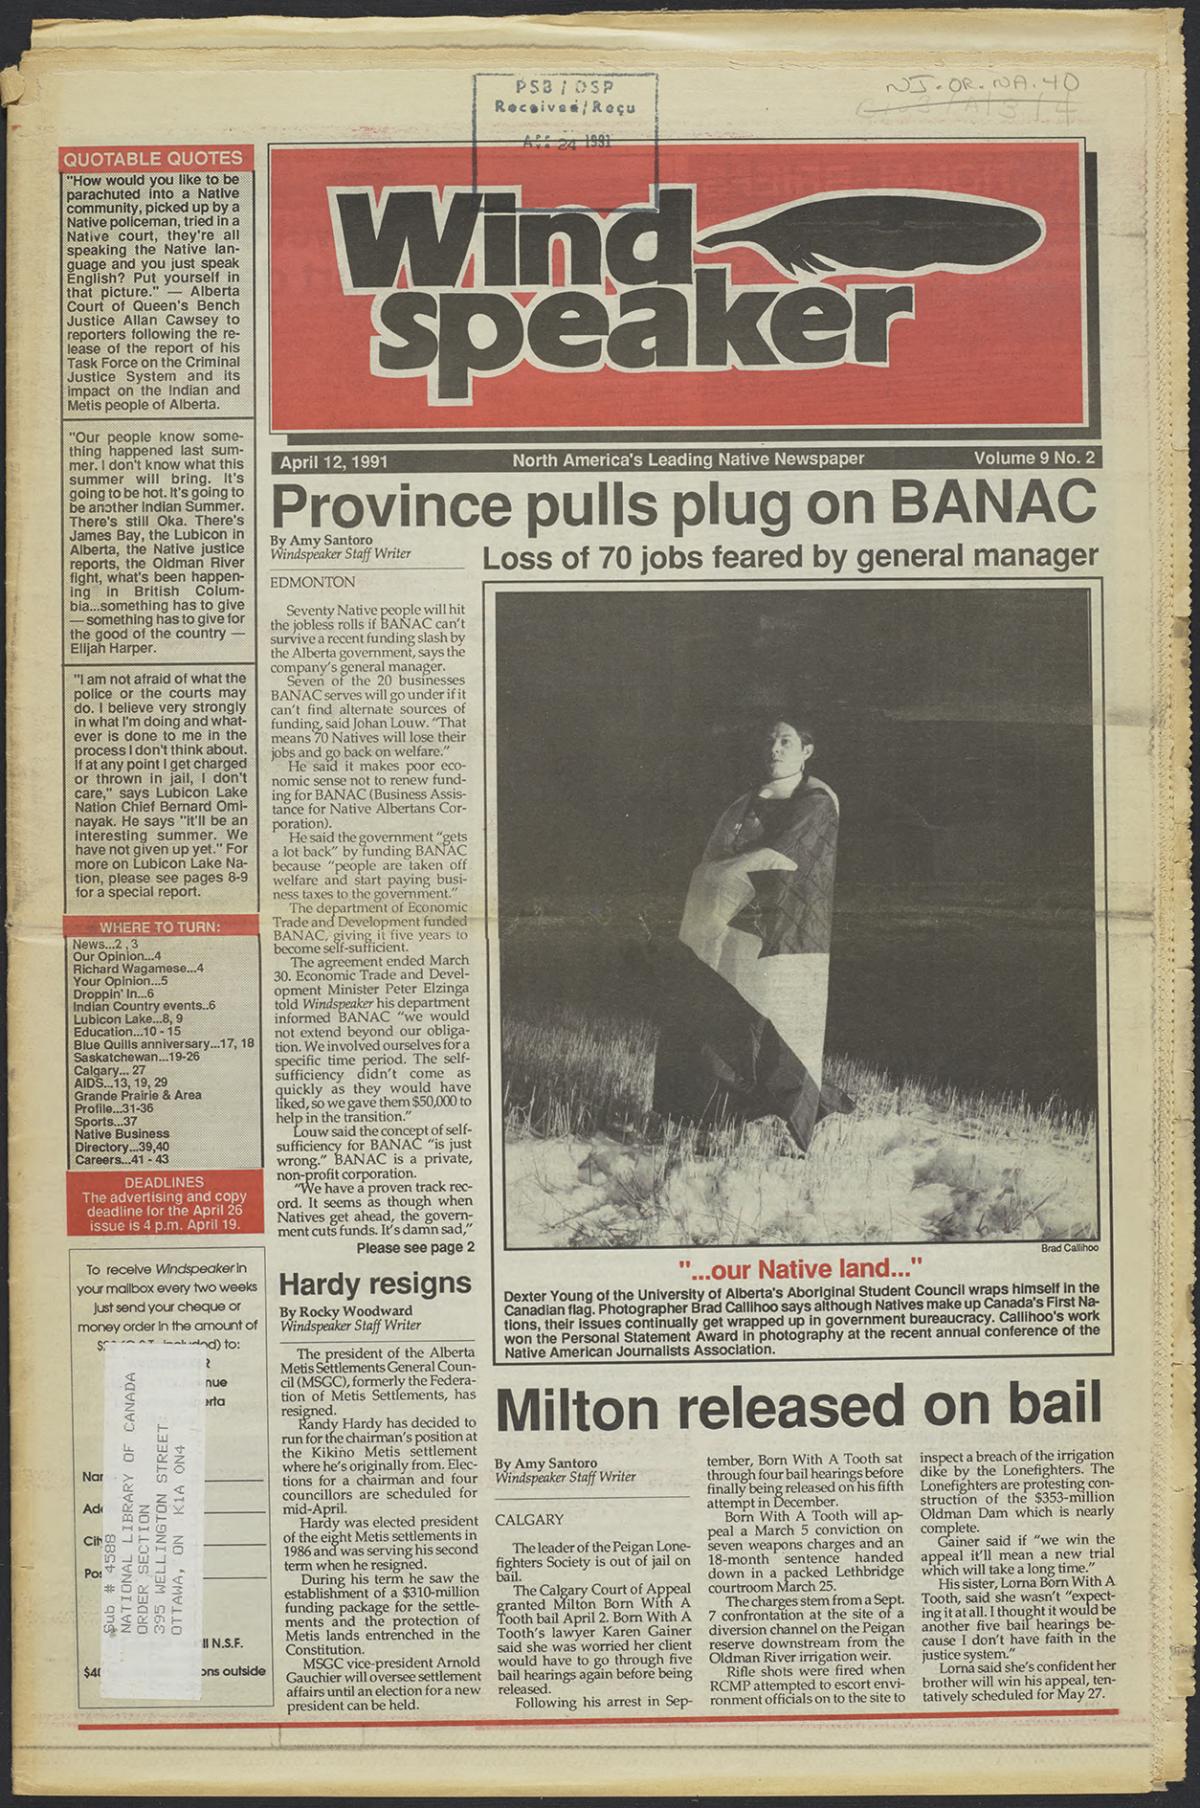 PSB / DSP
Received/Reçu
24 1991
NJ.OR.NA.40
QUOTABLE QUOTES
"How would you like to be
parachuted into a Native
community, picked up by a
Native policeman, tried in a
Native court, they're all
speaking the Native lan-
guage and you just speak
English? Put yourself in
that picture." — Alberta
Court of Queen's Bench
Justice Allan Cawsey to
reporters following the re-
lease of the report of his
Task Force on the Criminal
Justice System and its
impact on the Indian and
Metis people of Alberta.
"Our people know some-
thing happened last sum-
mer. I don't know what this
summer will bring. It's
going to be hot. It's going to
be another Indian Summer.
There's still Oka. There's
James Bay, the Lubicon in
Alberta, the Native justice
reports, the Oldman River
fight, what's been happen-
ing in British Colum-
bia...something has to give
— something has to give for
the good of the country —
Elijah Harper.
"I am not afraid of what the
police or the courts may
do. I believe very strongly
in what I'm doing and what-
ever is done to me in the
process I don't think about.
If at any point I get charged
or thrown in jail, I don't
care," says Lubicon Lake
Nation Chief Bernard Omi-
nayak. He says "it'll be an
interesting summer. We
have not given up yet." For
more on Lubicon Lake Na-
tion, please see pages 8-9
for a special report.
WHERE TO TURN:
News...2 , 3
Our Opinion...4
Richard Wagamese...4
Your Opinion...5
Droppin' In...6
Indian Country events..6
Lubicon Lake...8, 9
Education...10 - 15
Blue Quills anniversary...17, 18
Saskatchewan...19-26
Calgary... 27
AIDS...13, 19, 29
Grande Prairie & Area
Profile...31-36
Sports...37
Native Business
Directory...39,40
Careers...41 - 43
DEADLINES
The advertising and copy
deadline for the April 26
issue is 4 p.m. April 19.
To receive Windspeaker in
your mailbox every two weeks
just send your cheque or
money order in the amount of
to:
nue
erta
Nar
Ad
Cit
Pos
ll N.S.F.
$40
ons outside
Sub # 4588
NATIONAL LIBRARY OF CANADA
ORDER SECTION
395 WELLINGTON STREET
OTTAWA, ON K1A 0N4
Wind
speaker
April 12, 1991 North America's Leading Native Newspaper Volume 9 No. 2
Province pulls plug on BANAC
Loss of 70 jobs feared by general manager
By Amy Santoro
Windspeaker Staff Writer
EDMONTON
Seventy Native people will hit
the jobless rolls if BANAC can't
survive a recent funding slash by
the Alberta government, says the
company's general manager.
Seven of the 20 businesses
BANAC serves will go under if it
can't find alternate sources of
funding, said Johan Louw. "That
means 70 Natives will lose their
jobs and go back on welfare."
He said it makes poor eco-
nomic sense not to renew fund-
ing for BANAC (Business Assis-
tance for Native Albertans Cor-
poration).
He said the government "gets
a lot back" by funding BANAC
because "people are taken off
welfare and start paying busi-
ness taxes to the government."
The department of Economic
Trade and Development funded
BANAC, giving it five years to
become self-sufficient.
The agreement ended March
30. Economic Trade and Devel-
opment Minister Peter Elzinga
told Windspeaker his department
informed BANAC "we would
not extend beyond our obliga-
tion. We involved ourselves for a
specific time period. The self-
sufficiency didn't come as
quickly as they would have
liked, so we gave them $50,000 to
help in the transition."
Louw said the concept of self-
sufficiency for BANAC "is just
wrong." BANAC is a private,
non-profit corporation.
"We have a proven track rec-
ord. It seems as though when
Natives get ahead, the govern-
ment cuts funds. It's damn sad,"
Please see page 2
Brad Callihoo
"...our Native land..."
Dexter Young of the University of Alberta's Aboriginal Student Council wraps himself in the
Canadian flag. Photographer Brad Callihoo says although Natives make up Canada's First Na-
tions, their issues continually get wrapped up in government bureaucracy. Callihoo's work
won the Personal Statement Award in photography at the recent annual conference of the
Native American Journalists Association.
Hardy resigns
By Rocky Woodward
Windspeaker Staff Writer
The president of the Alberta
Metis Settlements General Coun-
cil (MSGC), formerly the Federa-
tion of Metis Settlements, has
resigned.
Randy Hardy has decided to
run for the chairman's position at
the Kikino Metis settlement
where he's originally from. Elec-
tions for a chairman and four
councillors are scheduled for
mid-April.
Hardy was elected president
of the eight Metis settlements in
1986 and was serving his second
term when he resigned.
During his term he saw the
establishment of a $310-million
funding package for the settle-
ments and the protection of
Metis lands entrenched in the
Constitution.
MSGC vice-president Arnold
Gauchier will oversee settlement
affairs until an election for a new
president can be held.
Milton released on bail
By Amy Santoro
Windspeaker Staff Writer
CALGARY
The leader of the Peigan Lone-
fighters Society is out of jail on
bail.
The Calgary Court of Appeal
granted Milton Born With A
Tooth bail April 2. Born With A
Tooth's lawyer Karen Gainer
said she was worried her client
would have to go through five
bail hearings again before being
released.
Following his arrest in Sep-
tember, Born With A Tooth sat
through four bail hearings before
finally being released on his fifth
attempt in December.
Born With A Tooth will ap-
peal a March 5 conviction on
seven weapons charges and an
18-month sentence handed
down in a packed Lethbridge
courtroom March 25.
The charges stem from a Sept.
7 confrontation at the site of a
diversion channel on the Peigan
reserve downstream from the
Oldman River irrigation weir.
Rifle shots were fired when
RCMP attempted to escort envi-
ronment officials on to the site to
inspect a breach of the irrigation
dike by the Lonefighters. The
Lonefighters are protesting con-
struction of the $353-million
Oldman Dam which is nearly
complete.
Gainer said if "we win the
appeal it'll mean a new trial
which will take a long time."
His sister, Lorna Born With A
Tooth, said she wasn't "expect-
ing it at all. I thought it would be
another five bail hearings be-
cause I don't have faith in the
justice system."
Lorna said she's confident her
brother will win his appeal, ten-
tatively scheduled for May 27.